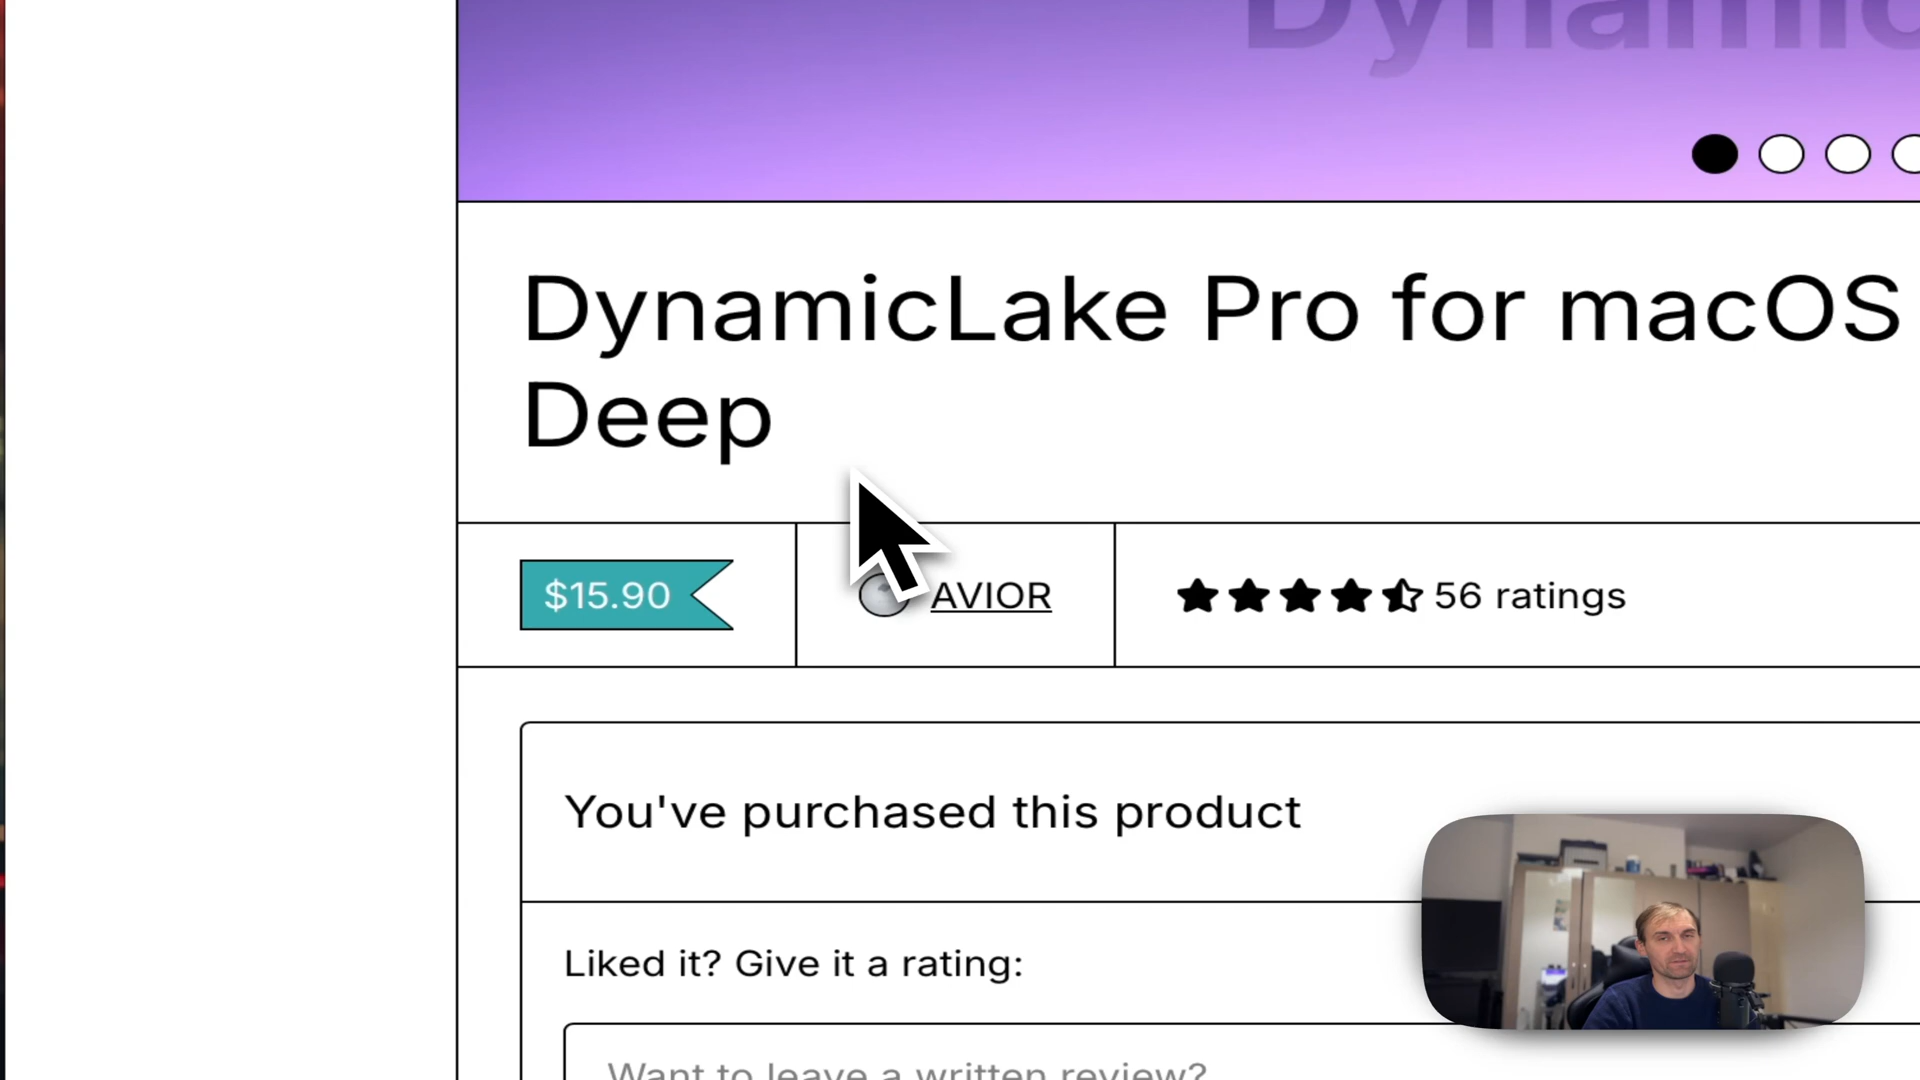 Dynamic
DynamicLake Pro for macOS
Deep
$15.90
AVIOR
56 ratings
You've purchased this product
Liked it? Give it a rating:
Want to leave a written review?